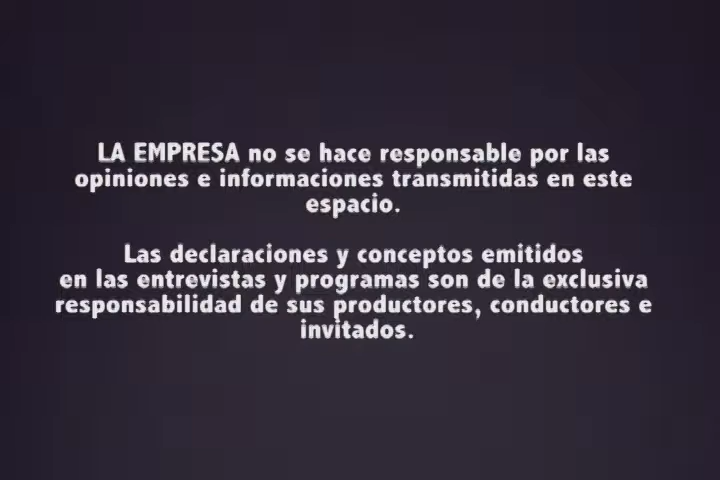 LA EMPRESA no se hace responsable por las
opiniones e informaciones transmitidas en este
espacio.
Las declaraciones y conceptos emitidos
en las entrevistas y programas son de la exclusiva
responsabilidad de sus productores, conductores e
invitados.